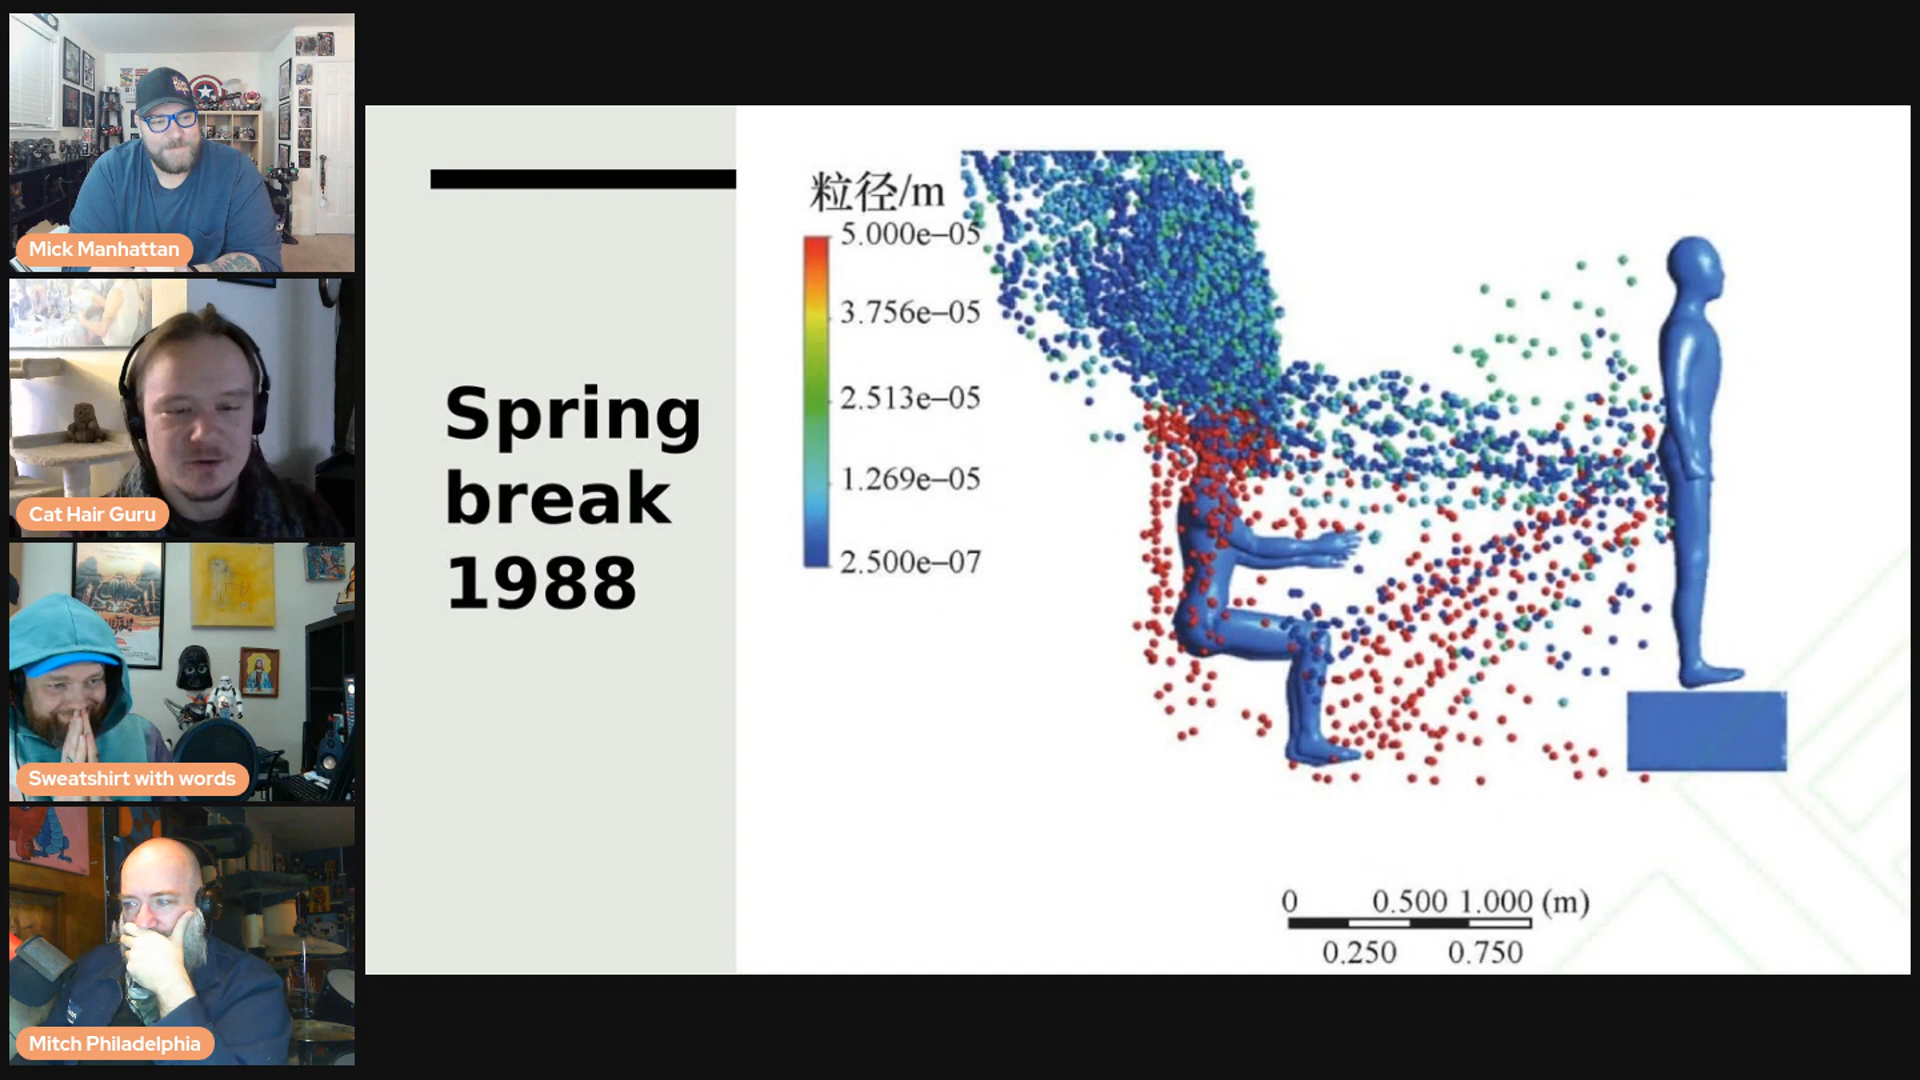 Mick Manhattan
Cat Hair Guru
Sweatshirt with words
Mitch Philadelphia
Spring
break
1988
粒径/m
5.000e–05
3.756e–05
2.513e–05
1.269e–05
2.500e–07
0 0.500 1.000 (m)
0.250 0.750